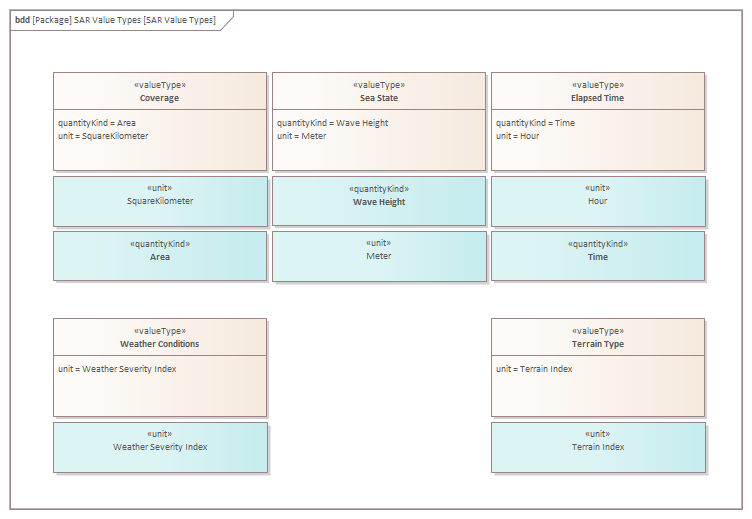 bdd [Package] SAR Value Types [SAR Value Types]
«valueType»
Coverage
quantityKind = Area
unit = SquareKilometer
«valueType»
Sea State
quantityKind = Wave Height
unit = Meter
«valueType»
Elapsed Time
quantityKind = Time
unit = Hour
«unit»
SquareKilometer
«quantityKind»
Wave Height
«unit»
Hour
«quantityKind»
Area
«unit»
Meter
«quantityKind»
Time
«valueType»
Weather Conditions
unit = Weather Severity Index
«valueType»
Terrain Type
unit = Terrain Index
«unit»
Weather Severity Index
«unit»
Terrain Index